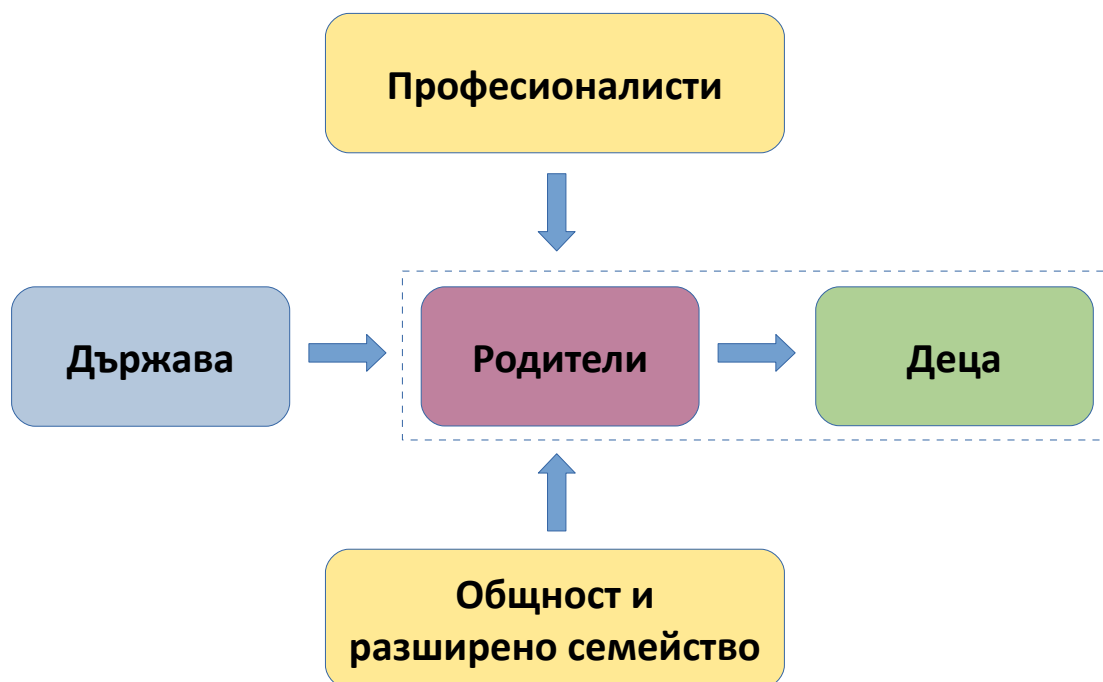 Професионалисти
Държава
Родители
Деца
Общност и
разширено семейство